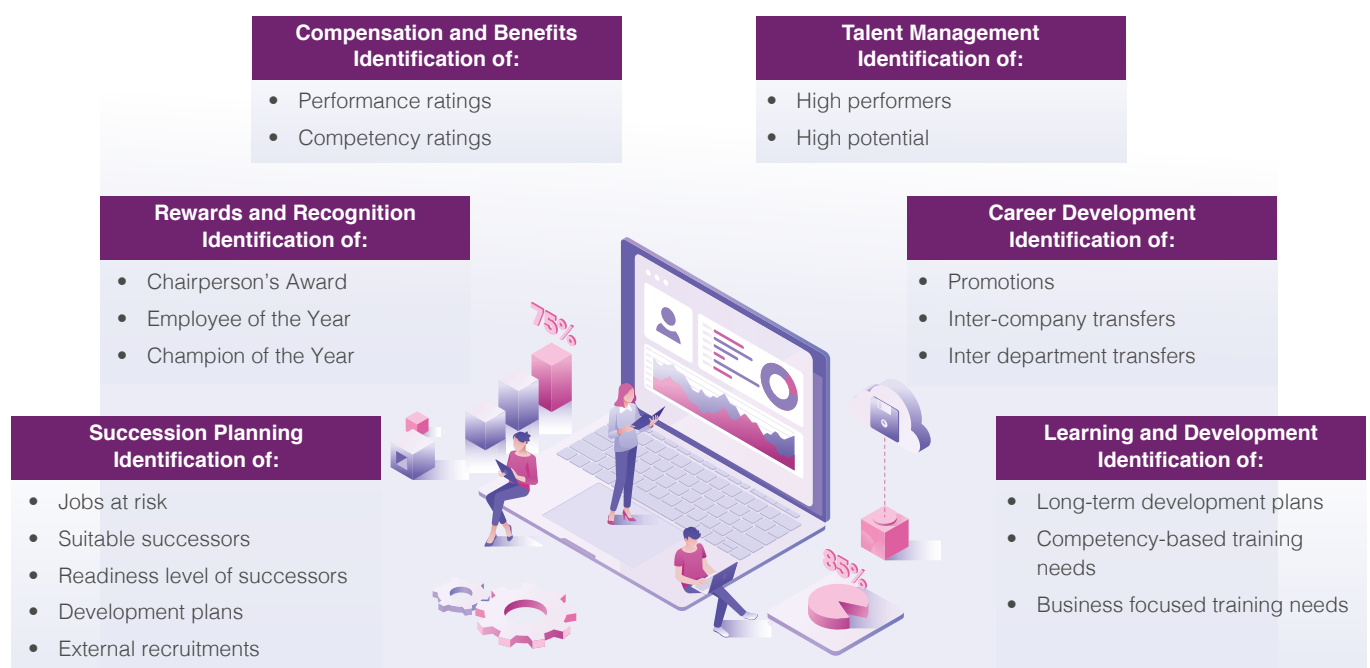 Compensation and Benefits
Identification of:
• Performance ratings
• Competency ratings
Talent Management
Identification of:
• High performers
• High potential
Rewards and Recognition
Identification of:
• Chairperson’s Award
• Employee of the Year
• Champion of the Year
Career Development
Identification of:
• Promotions
• Inter-company transfers
• Inter department transfers
75%
Succession Planning
Identification of:
• Jobs at risk
• Suitable successors
• Readiness level of successors
• Development plans
• External recruitments
Learning and Development
Identification of:
• Long-term development plans
• Competency-based training
needs
• Business focused training needs
85%